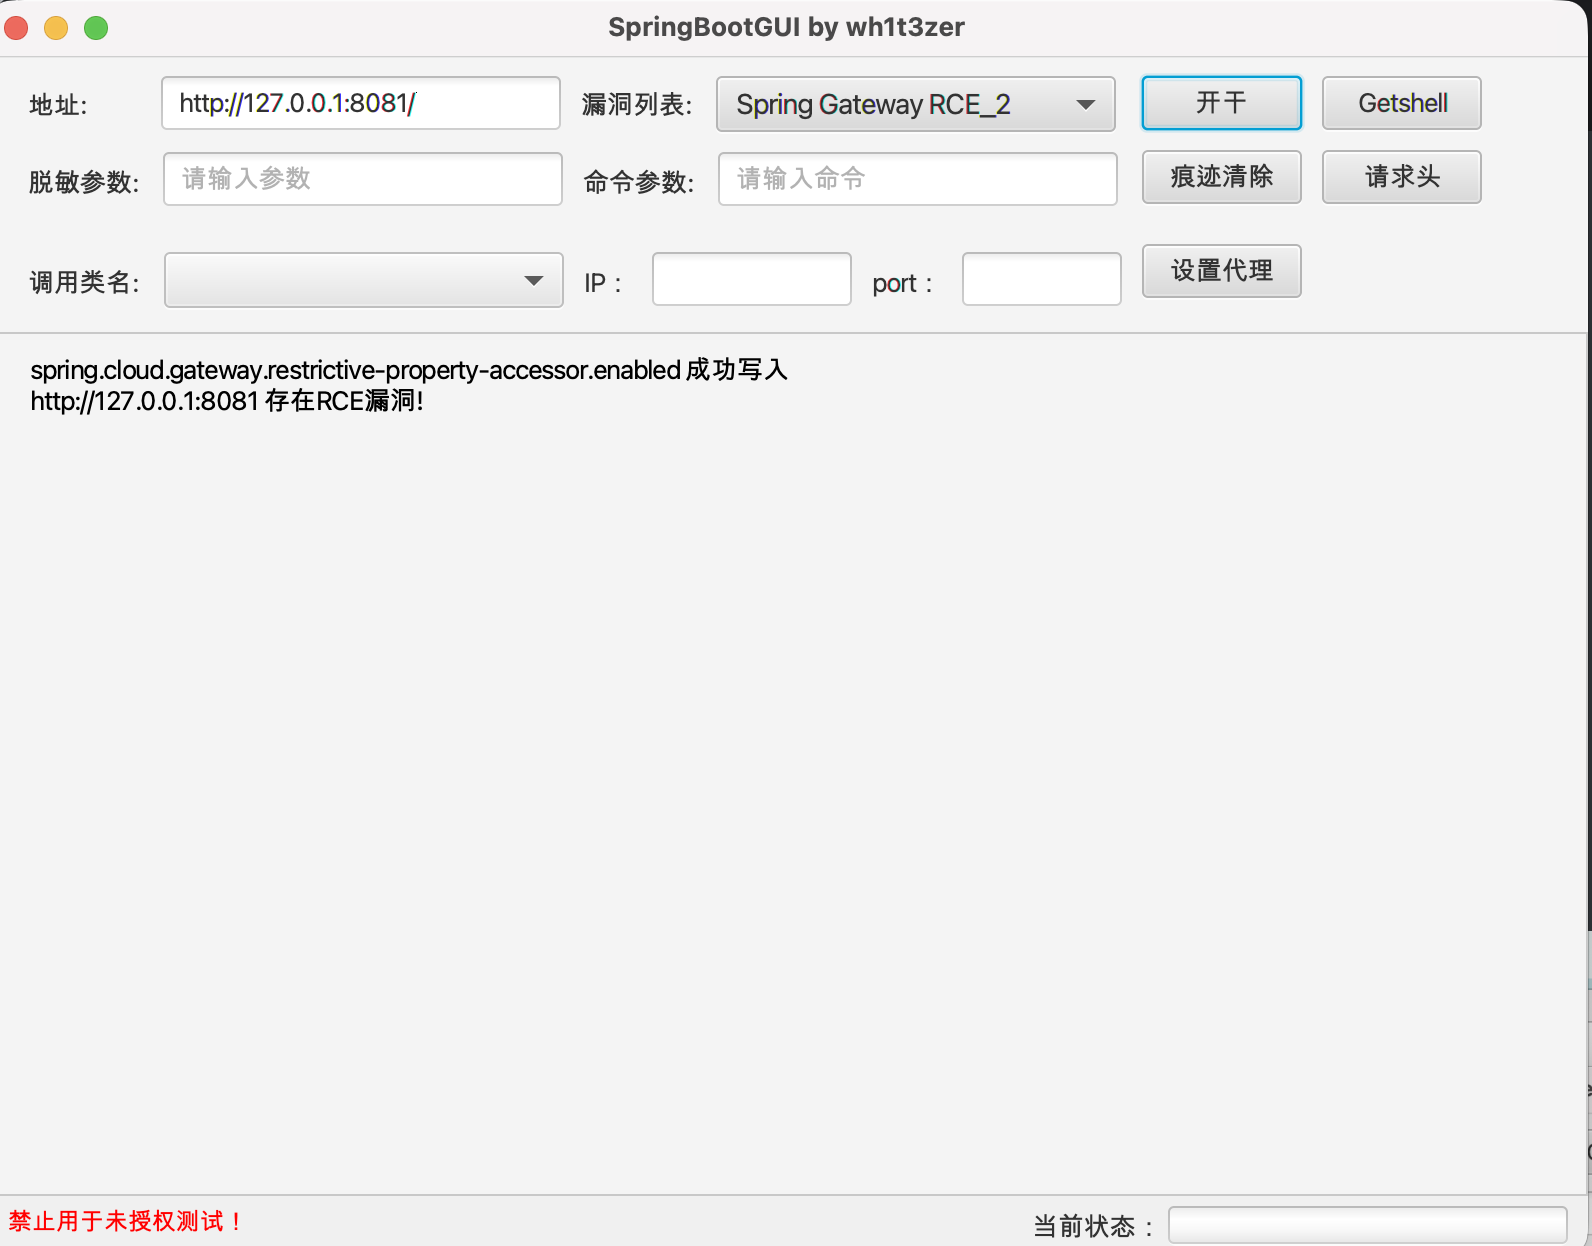 SpringBootGUI by wh1t3zer
地址: http://127.0.0.1:8081/ 漏洞列表: Spring Gateway RCE_2 开干 Getshell
脱敏参数: 请输入参数 命令参数: 请输入命令 痕迹清除 请求头
调用类名: IP： port： 设置代理
spring.cloud.gateway.restrictive-property-accessor.enabled 成功写入
http://127.0.0.1:8081 存在RCE漏洞!
禁止用于未授权测试！ 当前状态：